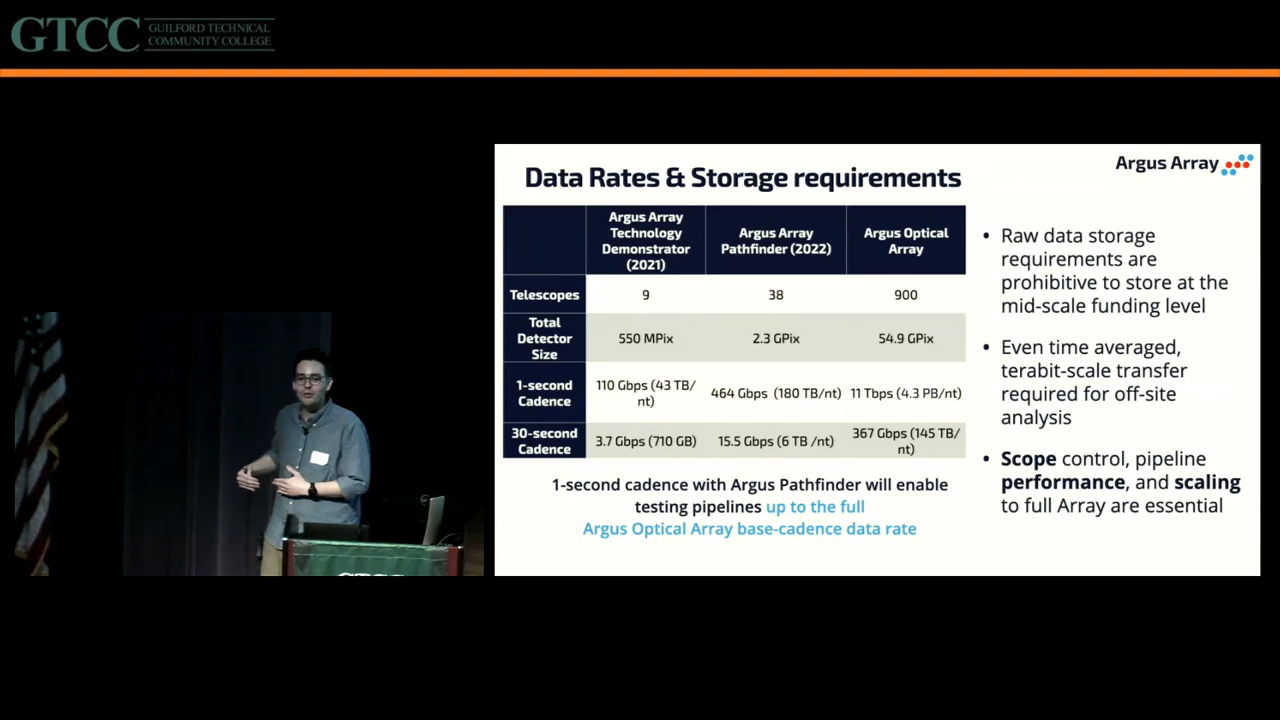 GTCC
GUILFORD TECHNICAL
COMMUNITY COLLEGE
Argus Array
Data Rates & Storage requirements
Argus Array
Technology
Demonstrator
(2021)
Argus Array
Pathfinder (2022)
Argus Optical
Array
Telescopes
9
38
900
Total
Detector
Size
550 MPix
2.3 GPix
54.9 GPix
1-second
Cadence
110 Gbps (43 TB/
nt)
464 Gbps (180 TB/nt)
11 Tbps (4.3 PB/nt)
30-second
Cadence
3.7 Gbps (710 GB)
15.5 Gbps (6 TB /nt)
367 Gbps (145 TB/
nt)
1-second cadence with Argus Pathfinder will enable
testing pipelines up to the full
Argus Optical Array base-cadence data rate
• Raw data storage
requirements are
prohibitive to store at the
mid-scale funding level
• Even time averaged,
terabit-scale transfer
required for off-site
analysis
• Scope control, pipeline
performance, and scaling
to full Array are essential
GTCC